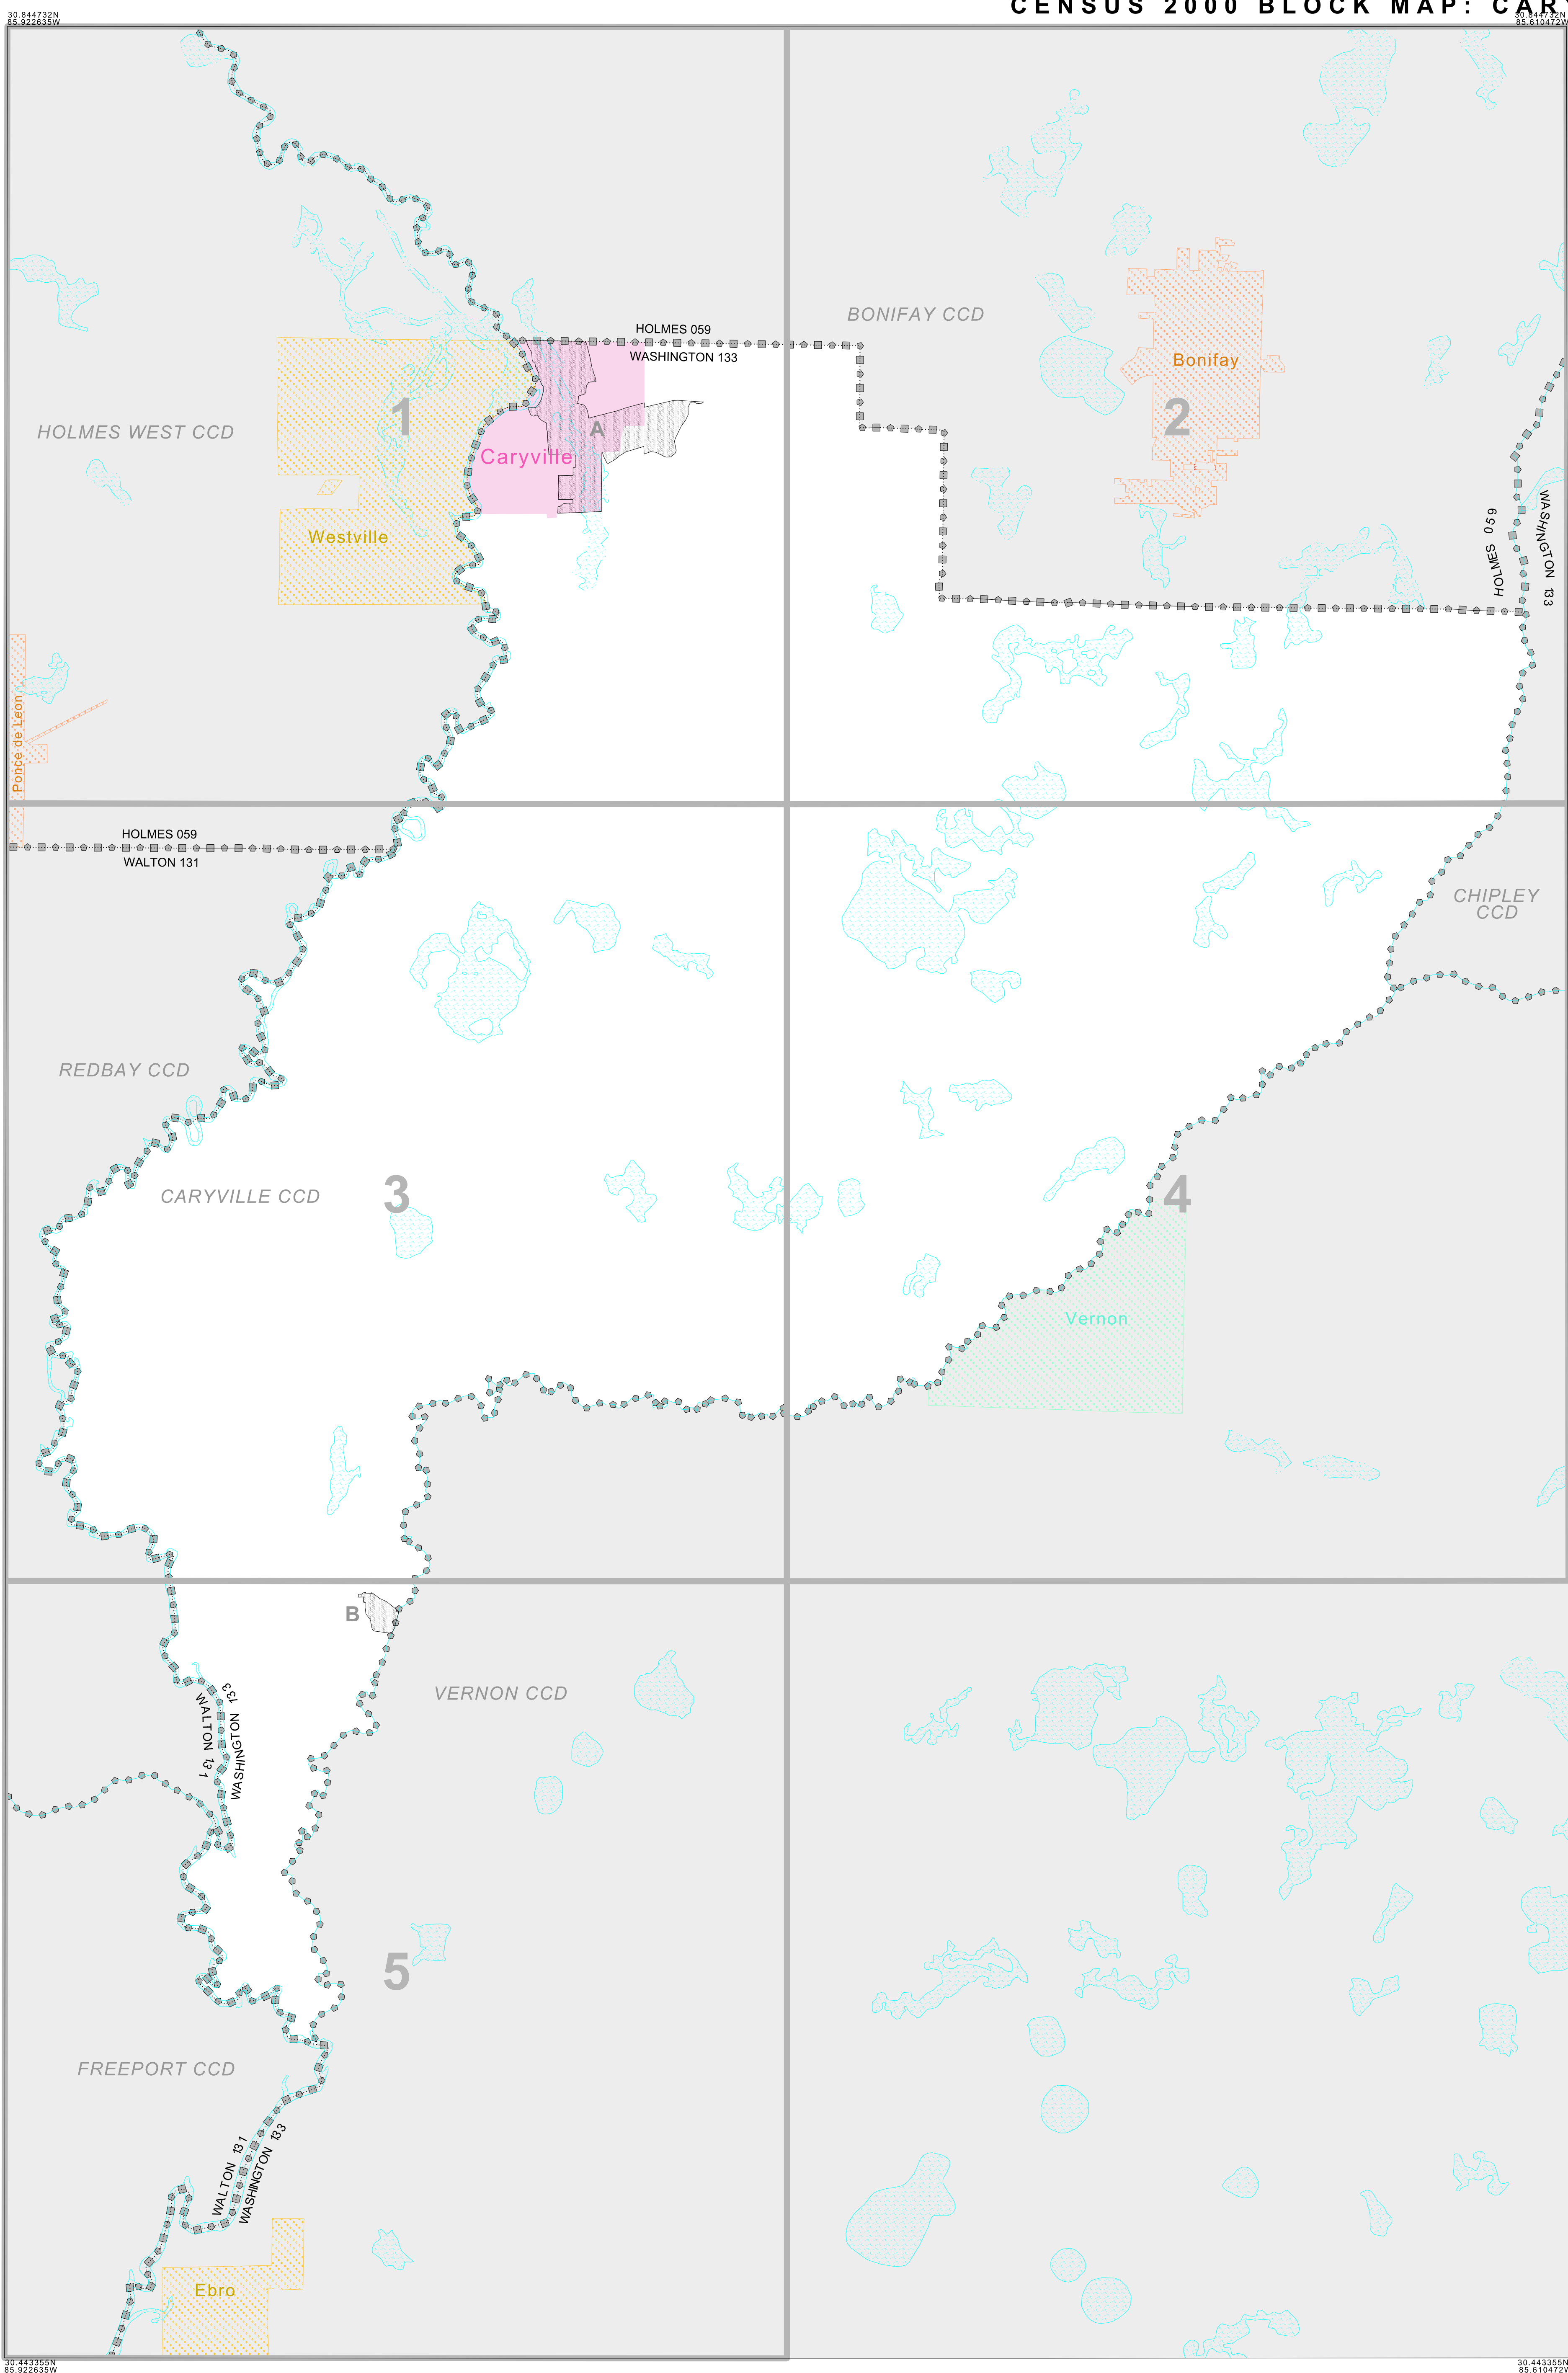 CENSUS 2000 BLOCK MAP: CARY
30.844732N
85.922635W
30.844732N
85.610472W
HOLMES 059
WASHINGTON 133
BONIFAY CCD
Bonifay
1
2
A
HOLMES WEST CCD
Caryville
Westville
HOLMES 059
WASHINGTON 133
Ponce de Leon
HOLMES 059
WALTON 131
CHIPLEY
CCD
REDBAY CCD
CARYVILLE CCD
3
4
Vernon
B
VERNON CCD
WALTON 131
WASHINGTON 133
5
FREEPORT CCD
WALTON 131
WASHINGTON 133
Ebro
30.443355N
85.922635W
30.443355N
85.610472W